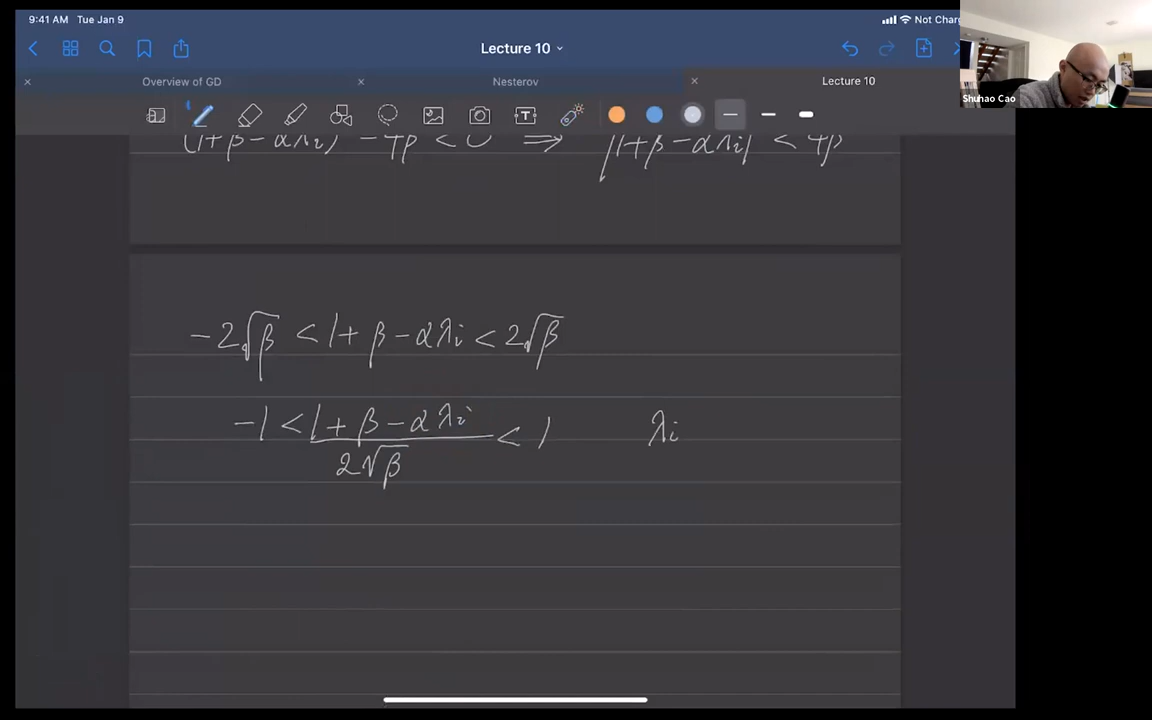 9:41 AM Tue Jan 9
Not Charg
Lecture 10
Overview of GD
Nesterov
Lecture 10
Shuhao Cao
T
(1+β-αλi) -4β<0 ⇒ |1+β-αλi| < 4β
-2√β < 1+β-αλi < 2√β
-1 < (1+β-αλi)/(2√β) < 1 λi